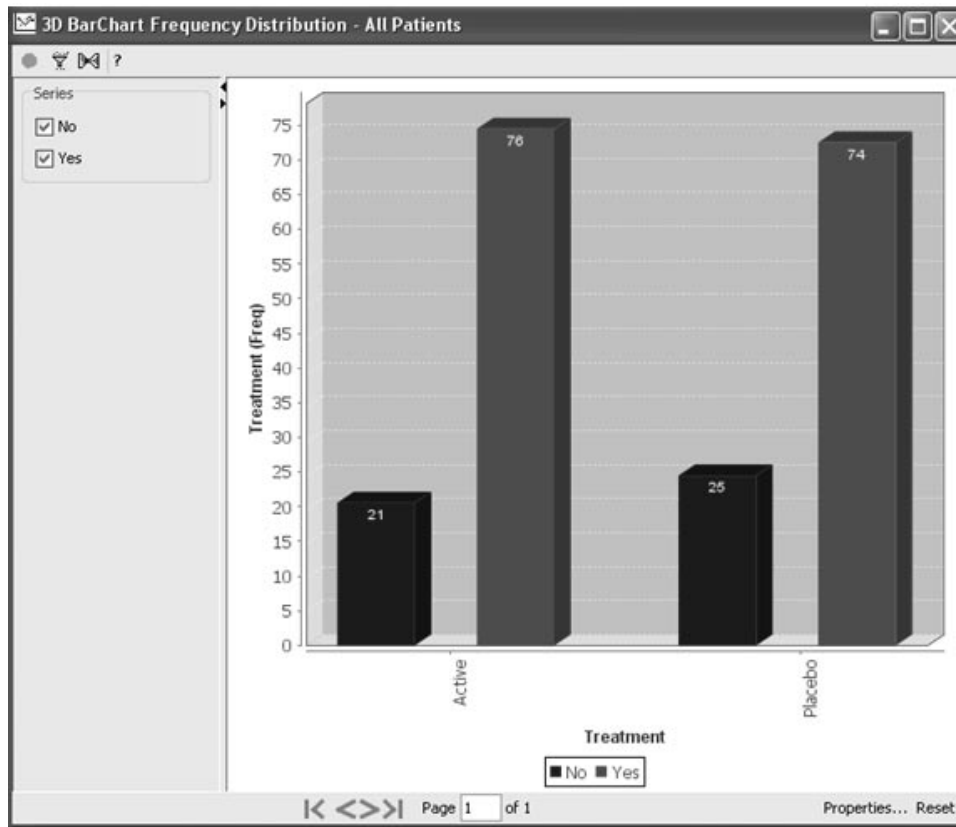 3D BarChart Frequency Distribution - All Patients
?
Series
No
Yes
75
70
65
60
55
50
45
40
35
30
25
20
15
10
5
0
Treatment (Freq)
21
76
25
74
Active
Placebo
Treatment
No Yes
Page 1 of 1 Properties... Reset